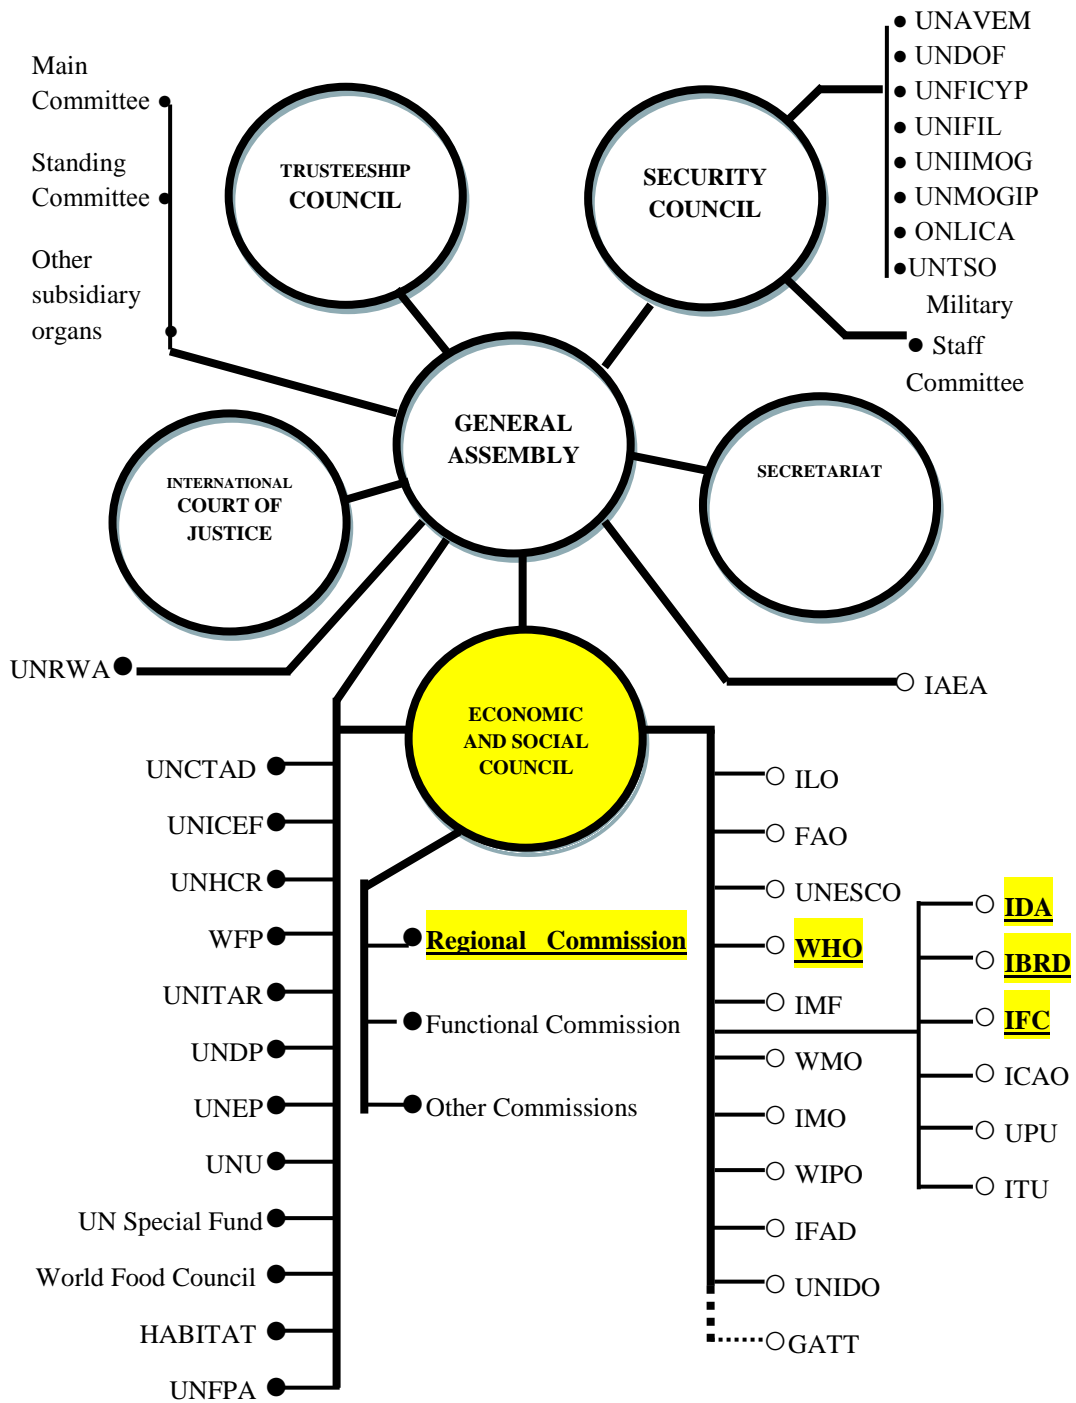 Main
Committee
Standing
Committee
Other
subsidiary
organs
TRUSTEESHIP
COUNCIL
SECURITY
COUNCIL
UNAVEM
UNDOF
UNFICYP
UNIFIL
UNIIMOG
UNMOGIP
ONLICA
UNTSO
Military
Staff
Committee
GENERAL
ASSEMBLY
INTERNATIONAL
COURT OF
JUSTICE
SECRETARIAT
UNRWA
IAEA
ECONOMIC
AND SOCIAL
COUNCIL
UNCTAD
UNICEF
UNHCR
WFP
UNITAR
UNDP
UNEP
UNU
UN Special Fund
World Food Council
HABITAT
UNFPA
Regional Commission
Functional Commission
Other Commissions
ILO
FAO
UNESCO
WHO
IMF
WMO
IMO
WIPO
IFAD
UNIDO
GATT
IDA
IBRD
IFC
ICAO
UPU
ITU